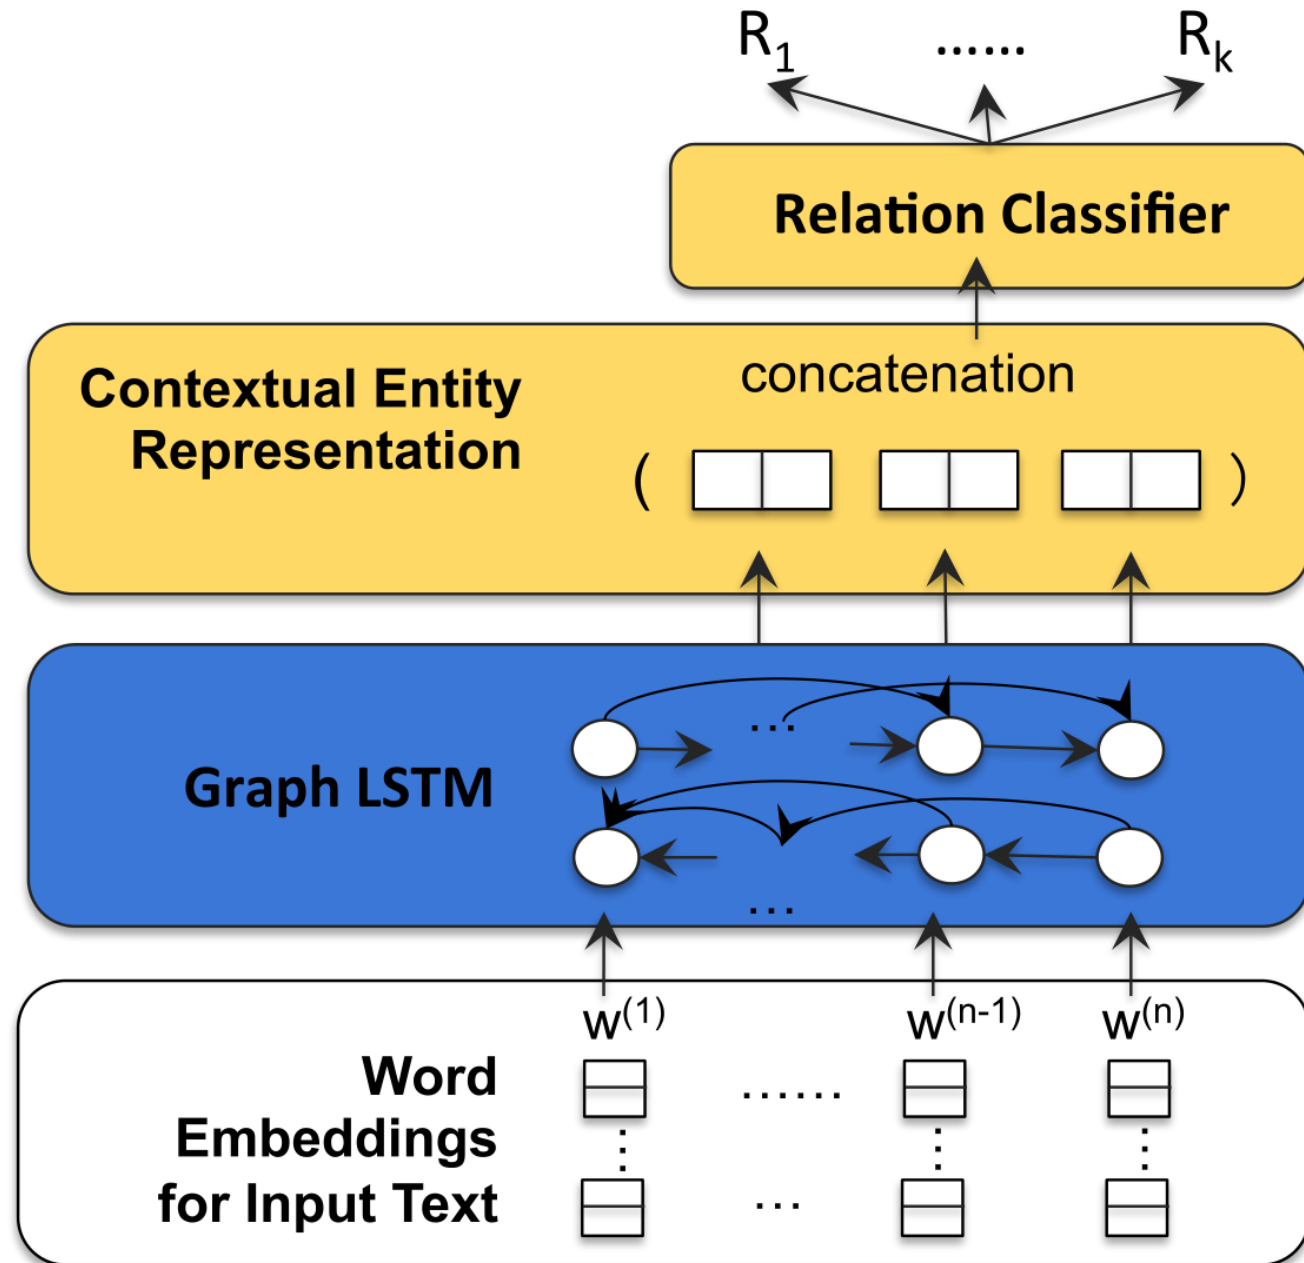 R1 ...... Rk
Relation Classifier
Contextual Entity
Representation
concatenation
( )
...
Graph LSTM
...
w(1) w(n-1) w(n)
Word
Embeddings
for Input Text
......
...